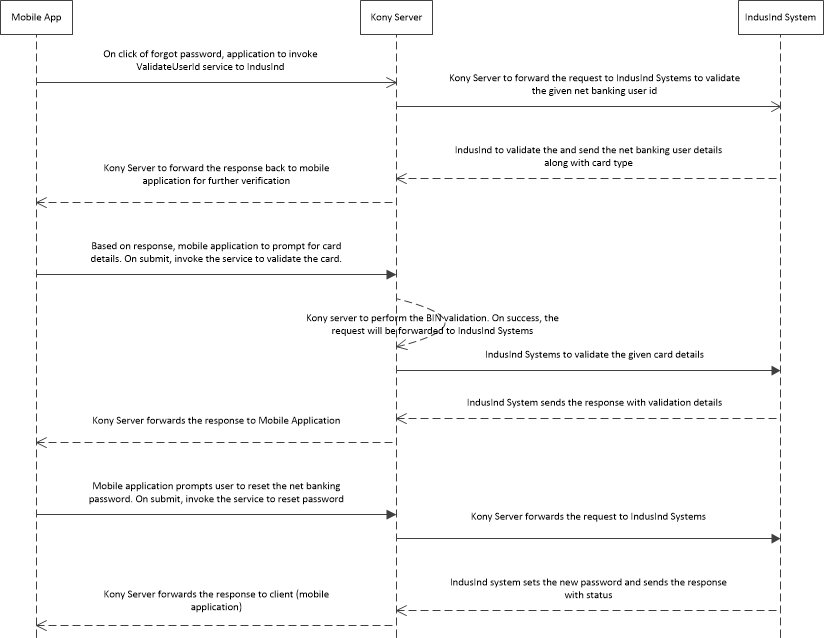 Mobile App
Kony Server
IndusInd System
On click of forgot password, application to invoke
ValidateUserId service to IndusInd
Kony Server to forward the request to IndusInd Systems to validate
the given net banking user id
IndusInd to validate the and send the net banking user details
along with card type
Kony Server to forward the response back to mobile
application for further verification
Based on response, mobile application to prompt for card
details. On submit, invoke the service to validate the card.
Kony server to perform the BIN validation. On success, the
request will be forwarded to IndusInd Systems
IndusInd Systems to validate the given card details
IndusInd System sends the response with validation details
Kony Server forwards the response to Mobile Application
Mobile application prompts user to reset the net banking
password. On submit, invoke the service to reset password
Kony Server forwards the request to IndusInd Systems
IndusInd system sets the new password and sends the response
with status
Kony Server forwards the response to client (mobile
application)